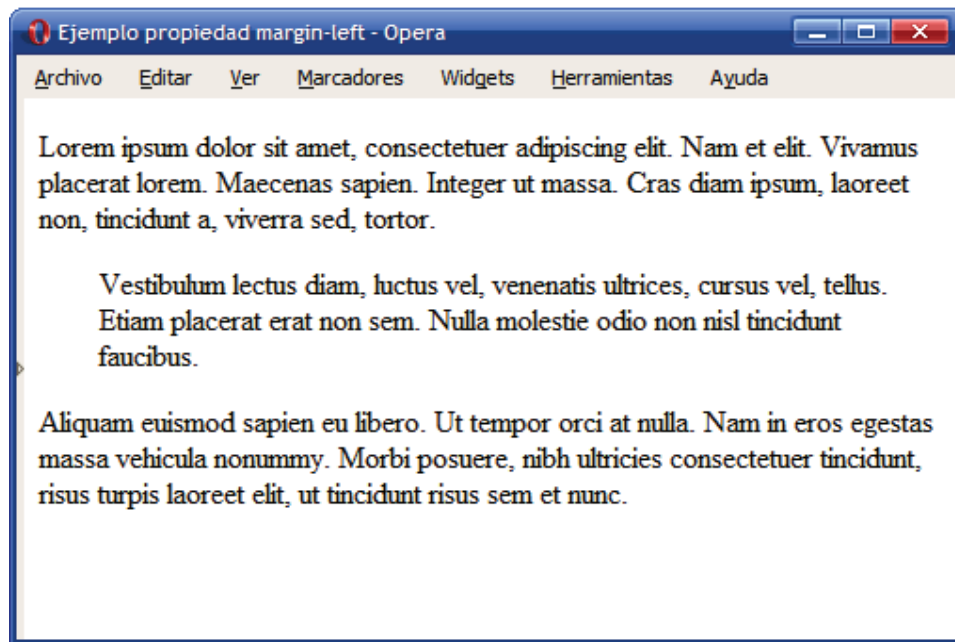 Ejemplo propiedad margin-left - Opera
Archivo Editar Ver Marcadores Widgets Herramientas Ayuda
Lorem ipsum dolor sit amet, consectetuer adipiscing elit. Nam et elit. Vivamus
placerat lorem. Maecenas sapien. Integer ut massa. Cras diam ipsum, laoreet
non, tincidunt a, viverra sed, tortor.
Vestibulum lectus diam, luctus vel, venenatis ultrices, cursus vel, tellus.
Etiam placerat erat non sem. Nulla molestie odio non nisl tincidunt
faucibus.
Aliquam euismod sapien eu libero. Ut tempor orci at nulla. Nam in eros egestas
massa vehicula nonummy. Morbi posuere, nibh ultricies consectetuer tincidunt,
risus turpis laoreet elit, ut tincidunt risus sem et nunc.